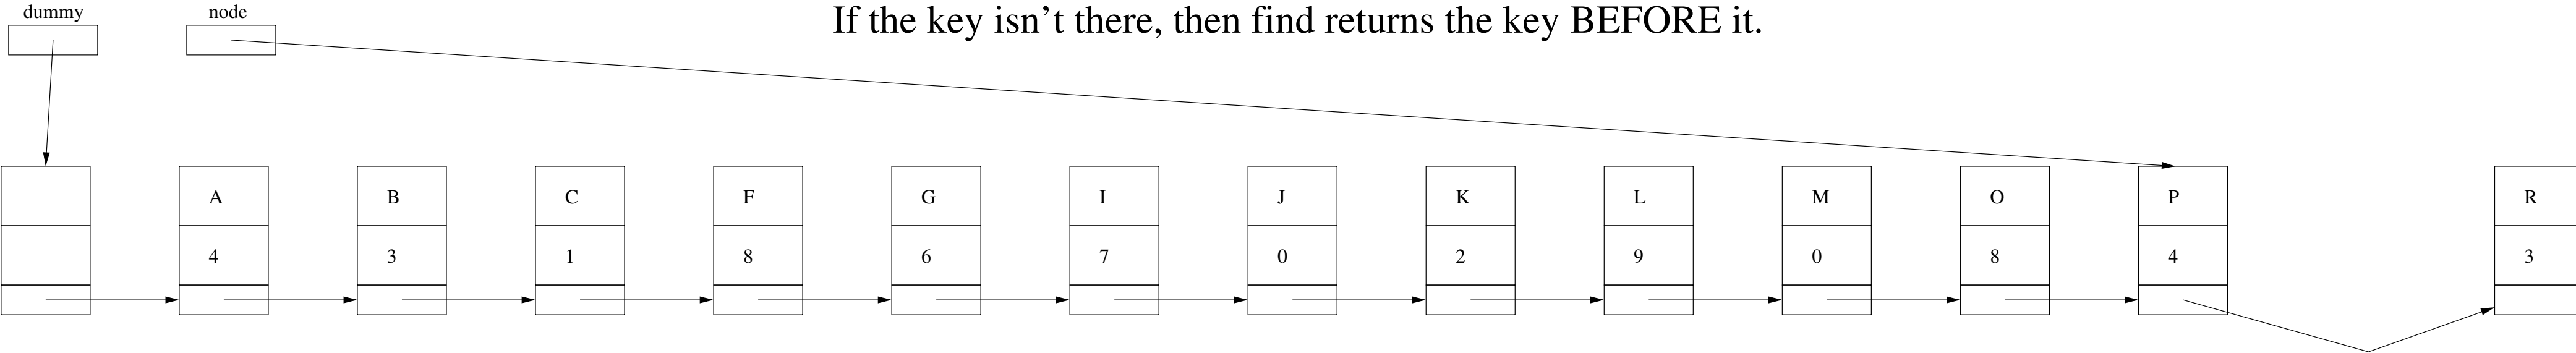 dummy node If the key isn't there, then find returns the key BEFORE it.
A B C F G I J K L M O P R
4 3 1 8 6 7 0 2 9 0 8 4 3